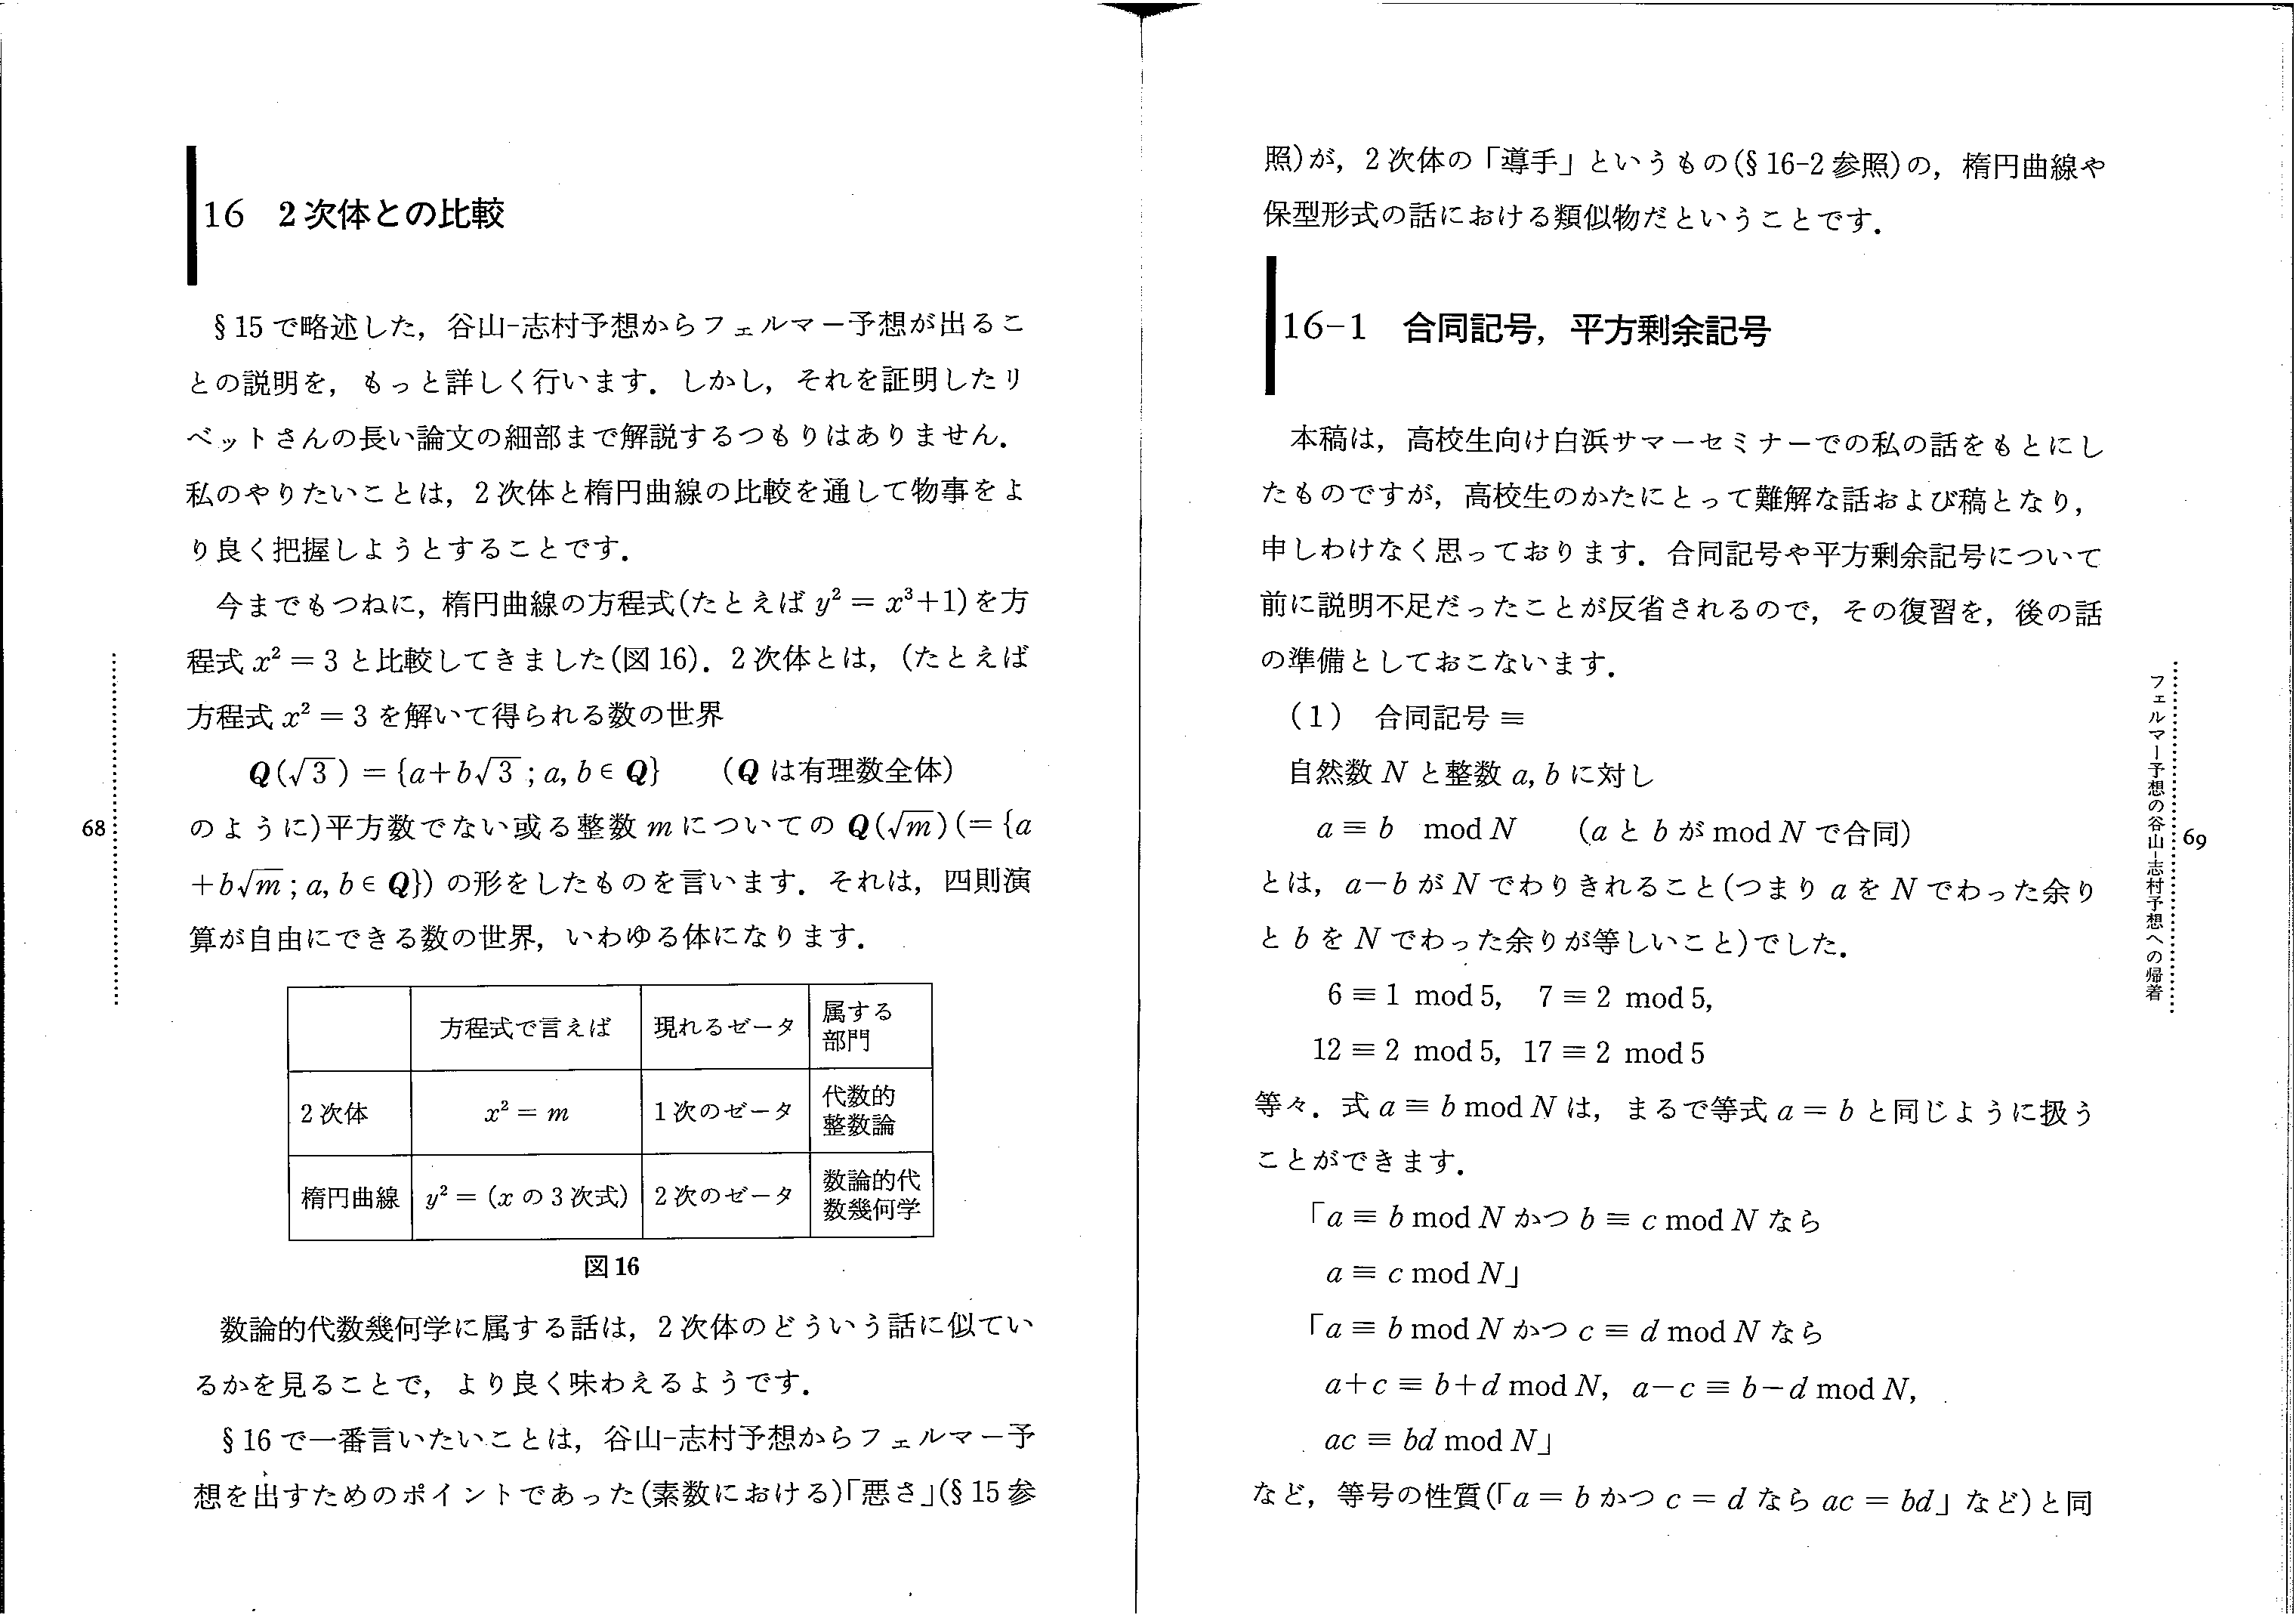 16 2次体との比較
§15で略述した，谷山-志村予想からフェルマー予想が出るこ
との説明を，もっと詳しく行います．しかし，それを証明したリ
ベットさんの長い論文の細部まで解説するつもりはありません．
私のやりたいことは，2次体と楕円曲線の比較を通して物事をよ
り良く把握しようとすることです．
今までもつねに，楕円曲線の方程式(たとえば y² = x³+1)を方
程式 x² = 3 と比較してきました(図16)．2次体とは，(たとえば
方程式 x² = 3 を解いて得られる数の世界
Q(√3) = {a+b√3 ; a, b ∈ Q} (Q は有理数全体)
のように)平方数でない或る整数 m についての Q(√m)(= {a
+b√m ; a, b ∈ Q}) の形をしたものを言います．それは，四則演
算が自由にできる数の世界，いわゆる体になります．
方程式で言えば 現れるゼータ 属する
部門
2次体 x² = m 1次のゼータ 代数的
整数論
楕円曲線 y² = (x の3次式) 2次のゼータ 数論的代
数幾何学
図16
数論的代数幾何学に属する話は，2次体のどういう話に似てい
るかを見ることで，より良く味わえるようです．
§16で一番言いたいことは，谷山-志村予想からフェルマー予
想を出すためのポイントであった(素数における)「悪さ」(§15参
68
照)が，2次体の「導手」というもの(§16-2参照)の，楕円曲線や
保型形式の話における類似物だということです．
16-1 合同記号，平方剰余記号
本稿は，高校生向け白浜サマーセミナーでの私の話をもとにし
たものですが，高校生のかたにとって難解な話および稿となり，
申しわけなく思っております．合同記号や平方剰余記号について
前に説明不足だったことが反省されるので，その復習を，後の話
の準備としておこないます．
(1) 合同記号 ≡
自然数 N と整数 a, b に対し
a ≡ b mod N (a と b が mod N で合同)
とは，a−b が N でわりきれること(つまり a を N でわった余り
と b を N でわった余りが等しいこと)でした．
6 ≡ 1 mod 5, 7 ≡ 2 mod 5,
12 ≡ 2 mod 5, 17 ≡ 2 mod 5
等々．式 a ≡ b mod N は，まるで等式 a = b と同じように扱う
ことができます．
「a ≡ b mod N かつ b ≡ c mod N なら
a ≡ c mod N」
「a ≡ b mod N かつ c ≡ d mod N なら
a+c ≡ b+d mod N, a−c ≡ b−d mod N,
ac ≡ bd mod N」
など，等号の性質(「a = b かつ c = d なら ac = bd」など)と同
フェルマー予想の谷山-志村予想への帰着
69